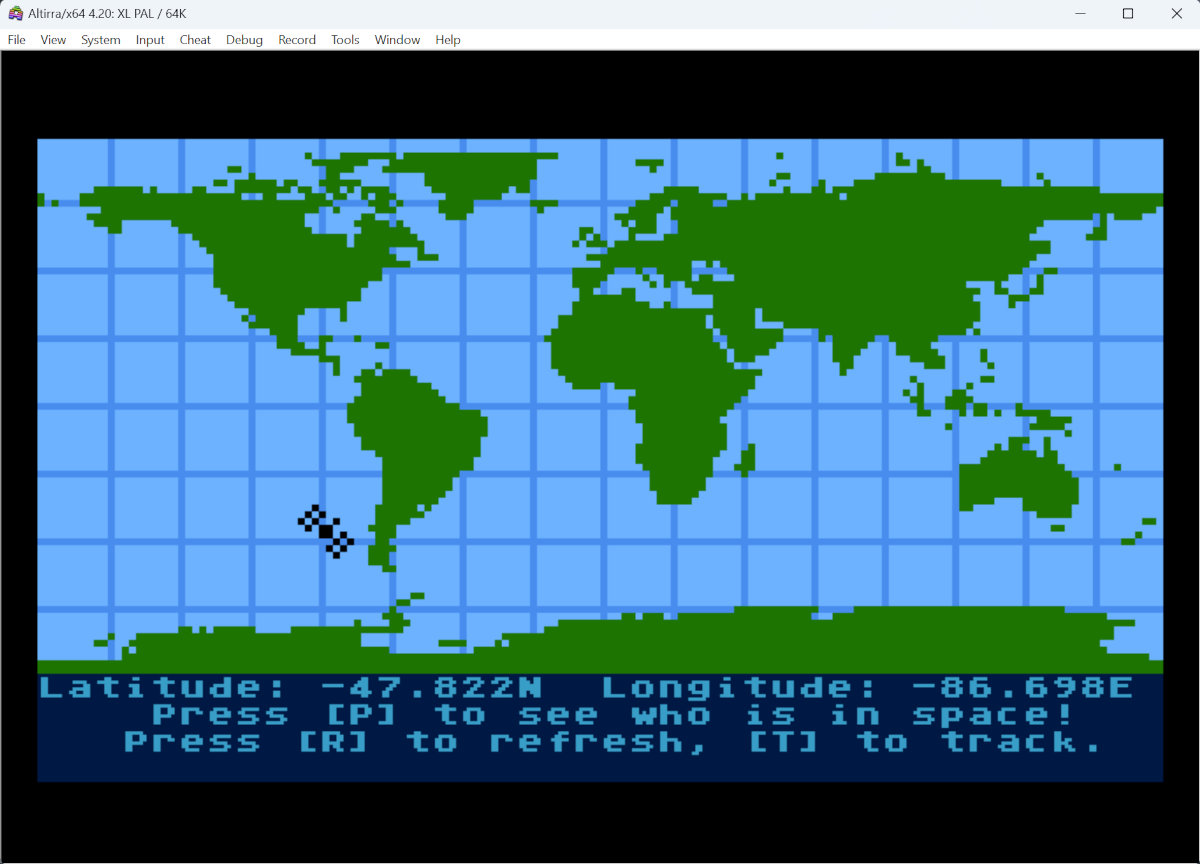 Altirra/x64 4.20: XL PAL / 64K
File View System Input Cheat Debug Record Tools Window Help
Latitude: -47.822N Longitude: -86.698E
Press [P] to see who is in space!
Press [R] to refresh, [T] to track.